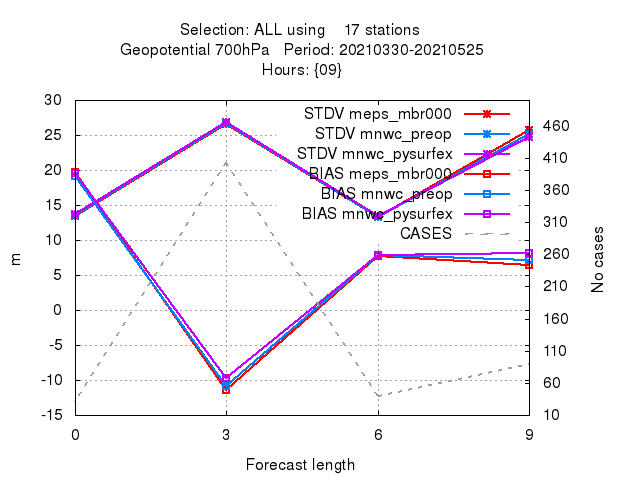 Selection: ALL using    17 stations
Geopotential 700hPa   Period: 20210330-20210525
Hours: {09}
STDV meps_mbr000
STDV mnwc_preop
STDV mnwc_pysurfex
BIAS meps_mbr000
BIAS mnwc_preop
BIAS mnwc_pysurfex
CASES
30
25
20
15
10
5
0
-5
-10
-15
m
460
410
360
310
260
210
160
110
60
10
No cases
0 3 6 9
Forecast length